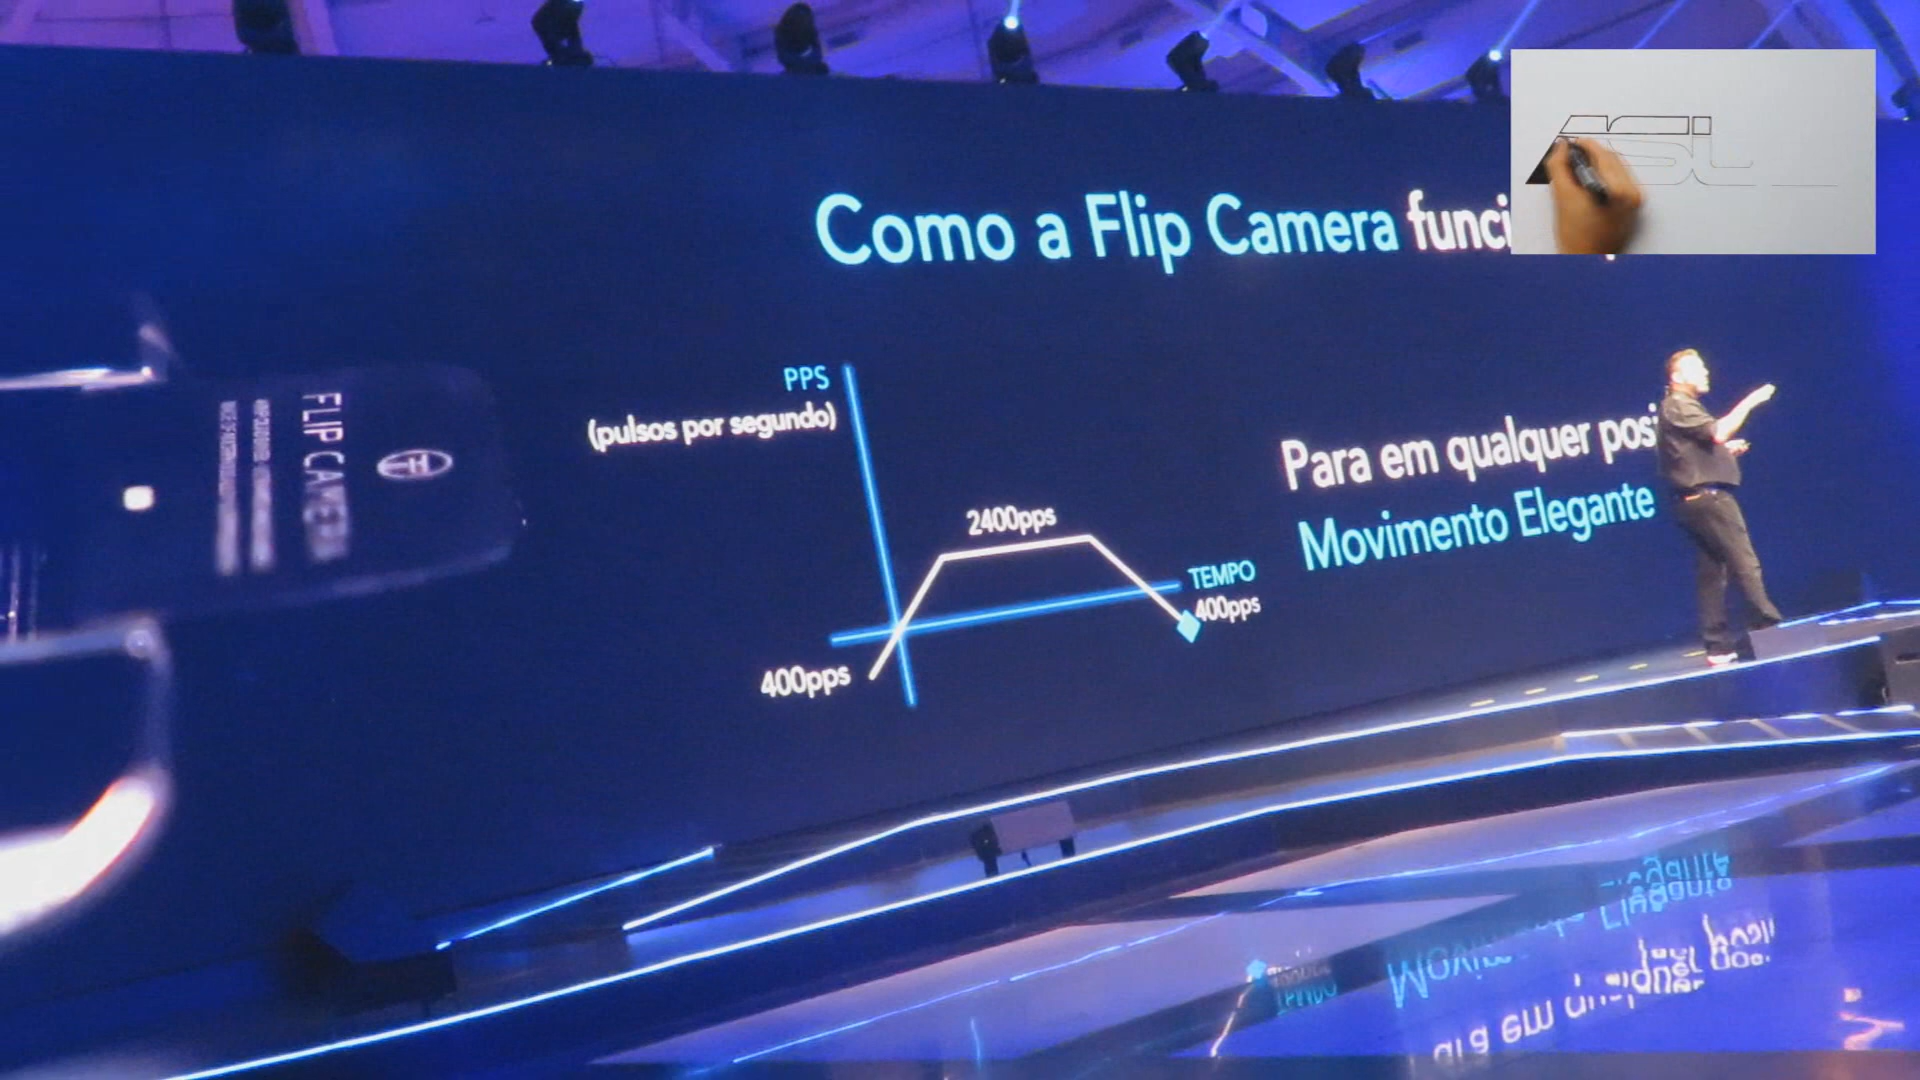 Como a Flip Camera funci
PPS
(pulsos por segundo)
FLIP CAMERA
2400pps
Para em qualquer posi
Movimento Elegante
TEMPO
400pps
400pps